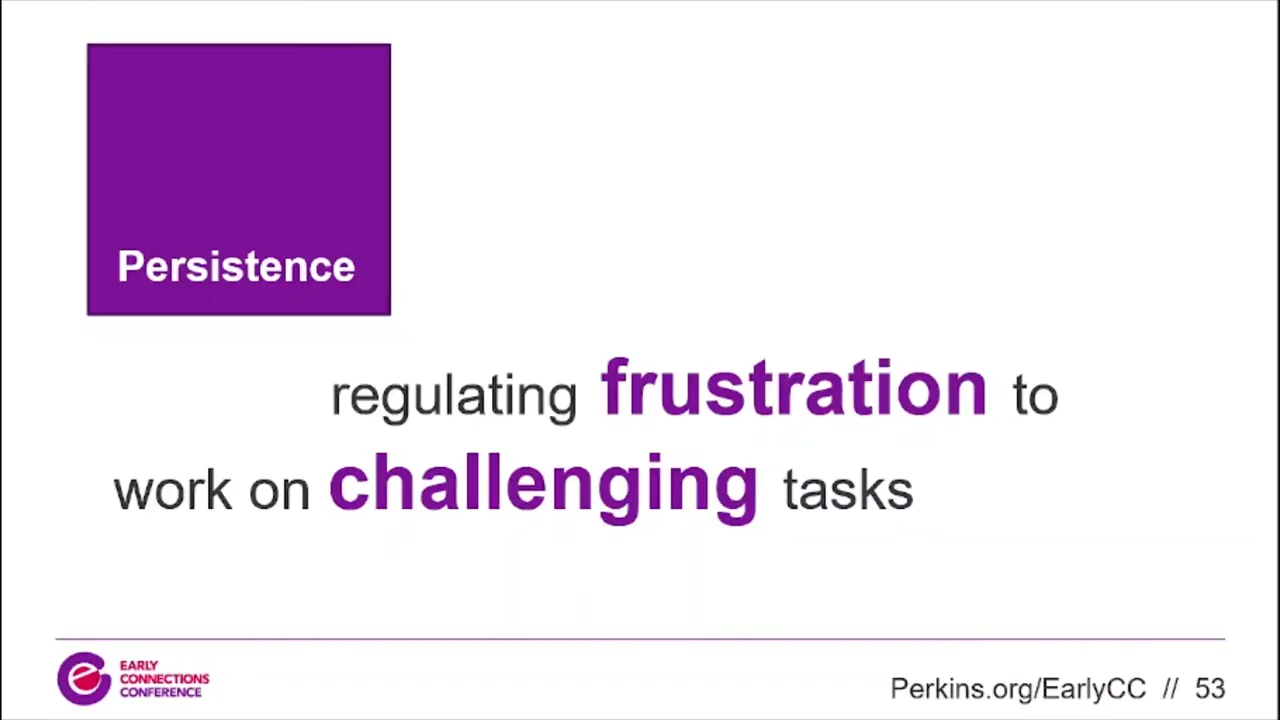 Persistence
regulating frustration to
work on challenging tasks
EARLY
CONNECTIONS
CONFERENCE
Perkins.org/EarlyCC // 53